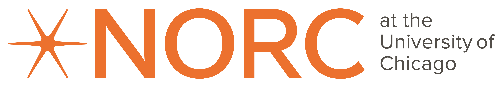 NORC
at the
University of
Chicago